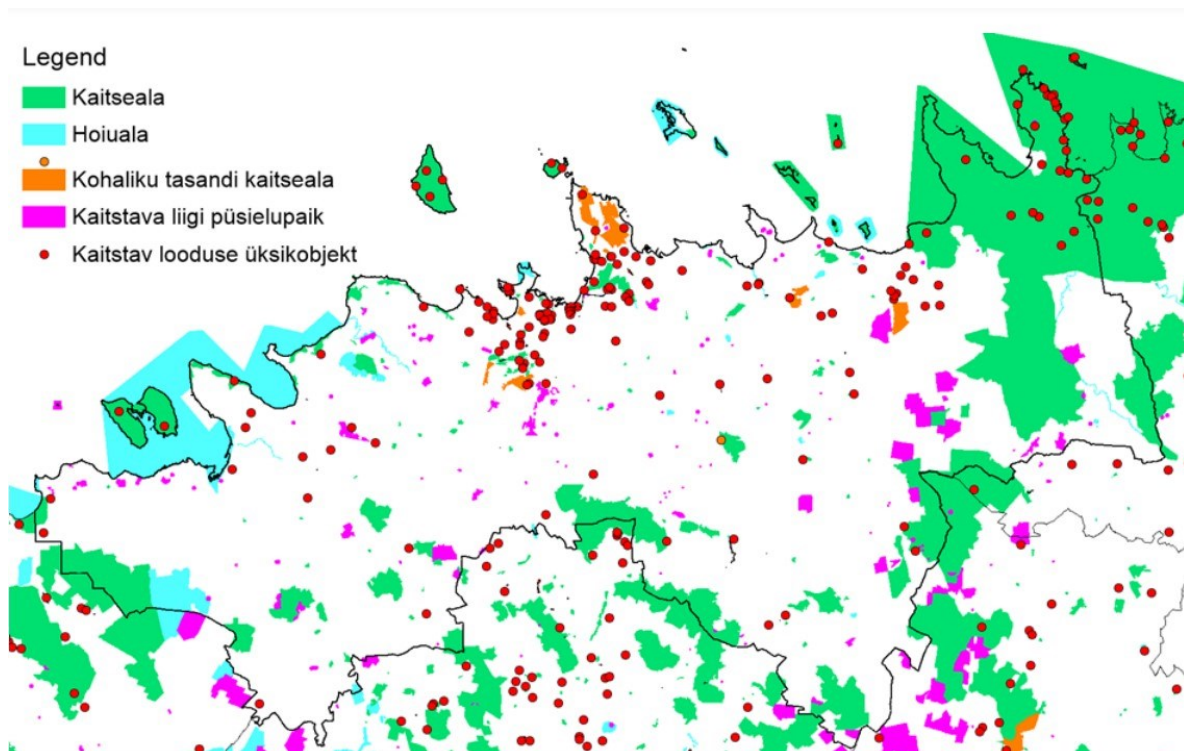 Legend
Kaitseala
Hoiuala
Kohaliku tasandi kaitseala
Kaitstava liigi püsielupaik
Kaitstav looduse üksikobjekt